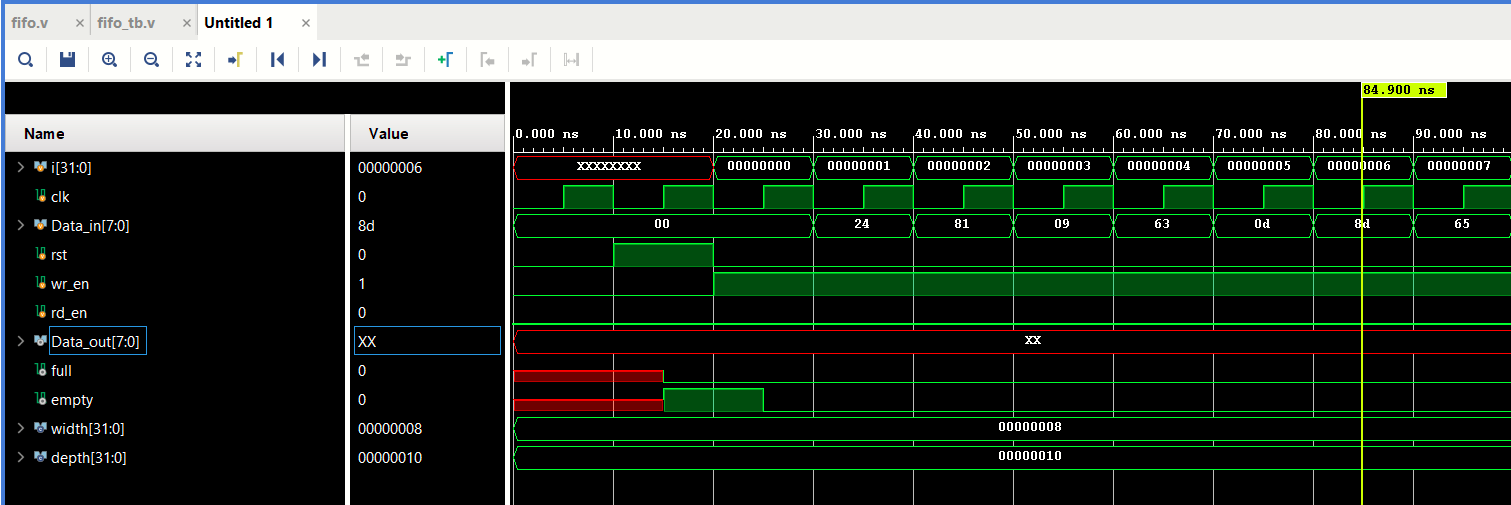 fifo.v × fifo_tb.v × Untitled 1 ×
84.900 ns
Name Value
0.000 ns 10.000 ns 20.000 ns 30.000 ns 40.000 ns 50.000 ns 60.000 ns 70.000 ns 80.000 ns 90.000 ns
i[31:0] 00000006 XXXXXXXX 00000000 00000001 00000002 00000003 00000004 00000005 00000006 00000007
clk 0
Data_in[7:0] 8d 00 24 81 09 63 0d 8d 65
rst 0
wr_en 1
rd_en 0
Data_out[7:0] XX XX
full 0
empty 0
width[31:0] 00000008 00000008
depth[31:0] 00000010 00000010